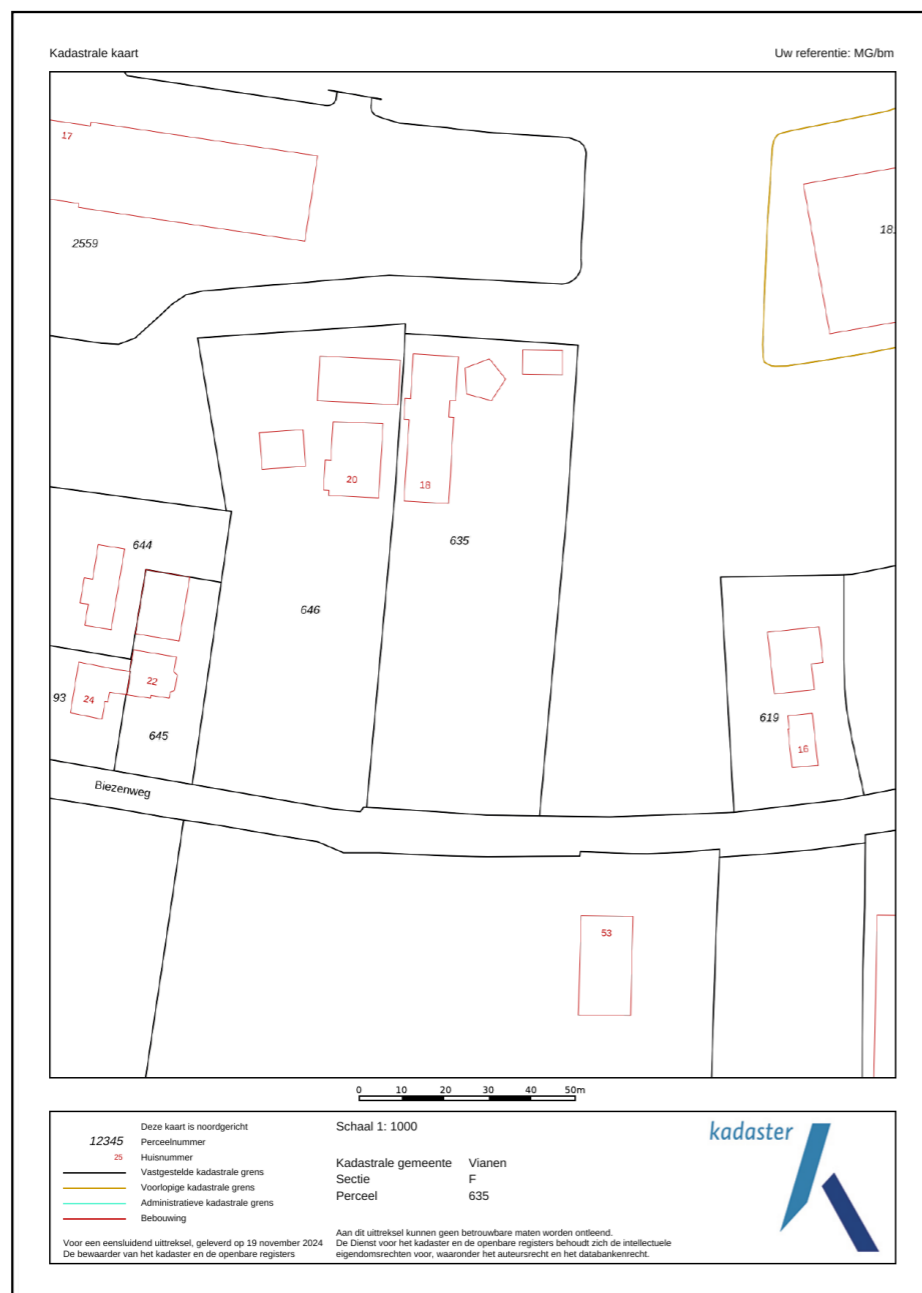 Kadastrale kaart
Uw referentie: MG/bm
17
2559
20
18
644
635
646
22
24
93
645
619
16
Biezenweg
53
0 10 20 30 40 50m
Deze kaart is noordgericht
12345 Perceelnummer
25 Huisnummer
Vastgestelde kadastrale grens
Voorlopige kadastrale grens
Administratieve kadastrale grens
Bebouwing
Voor een eensluidend uittreksel, geleverd op 19 november 2024
De bewaarder van het kadaster en de openbare registers
Schaal 1: 1000
Kadastrale gemeente Vianen
Sectie F
Perceel 635
Aan dit uittreksel kunnen geen betrouwbare maten worden ontleend.
De Dienst voor het kadaster en de openbare registers behoudt zich de intellectuele
eigendomsrechten voor, waaronder het auteursrecht en het databankenrecht.
kadaster